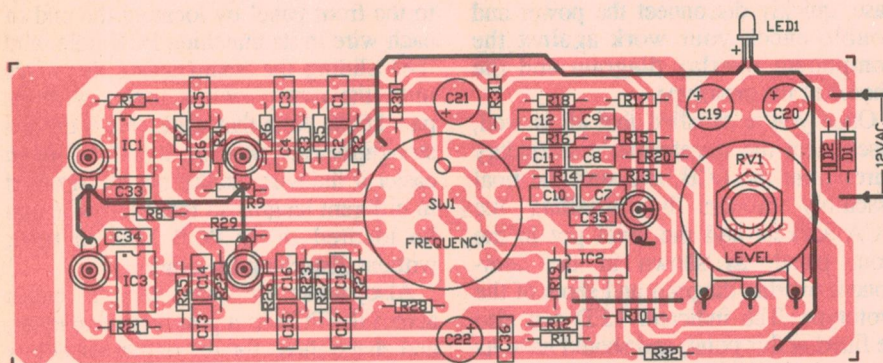 LED1
C21
R30
R31
C19
C20
12VAC
D2
D1
R1
C5
C3
C1
R7
R4
R6
R3
R5
R2
C6
C4
C2
IC1
C33
R9
R8
R29
C34
IC3
R18
R17
C12
C9
R16
R15
C11
C8
R20
R14
R13
C10
C7
C35
SW1
FREQUENCY
RV1
LEVEL
IC2
R19
C14
C16
C18
R25
R22
R26
R23
R27
R24
C13
C15
C17
R21
R28
C22
C36
R12
R11
R10
R32